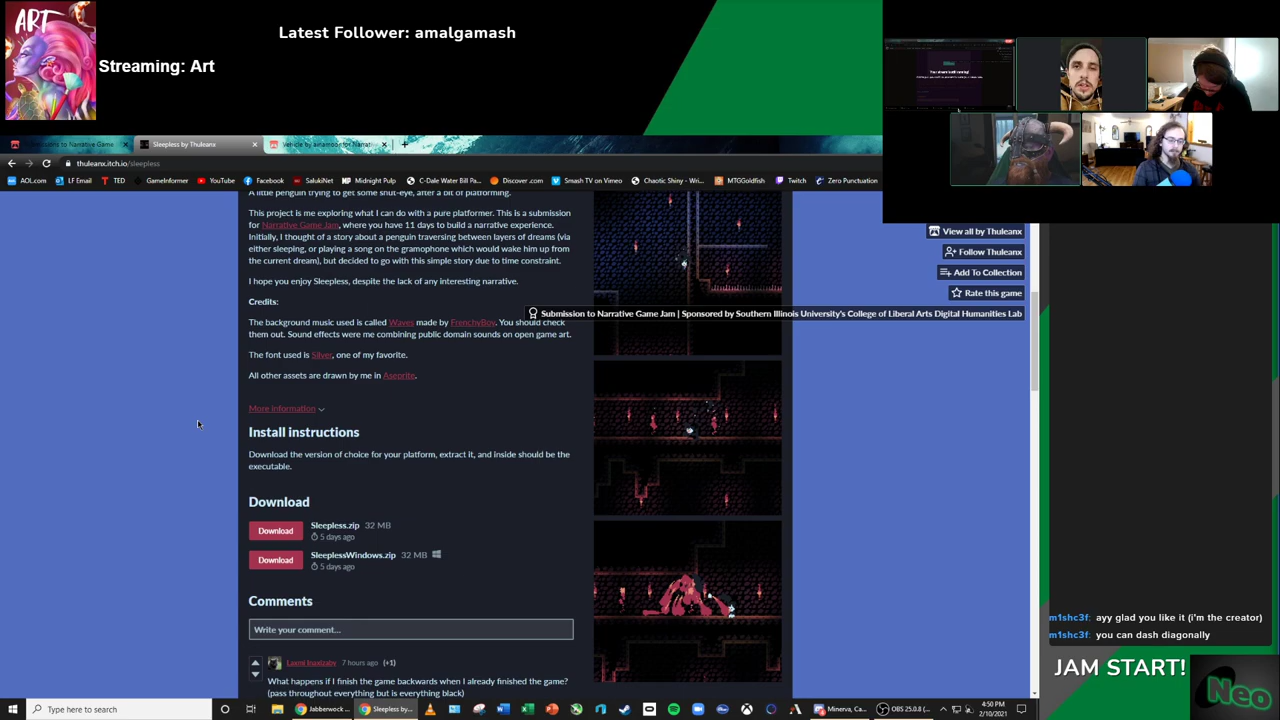 ART
Streaming: Art
Latest Follower: amalgamash
Sleepless by Thuleanx
thuleanx.itch.io/sleepless
AOL.com
LF Email
TED
GameInformer
YouTube
Facebook
SalukiNet
Midnight Pulp
Discover .com
Smash TV on Vimeo
C-Dale Water Bill Pa...
Chaotic Shiny - Wri...
MTGGoldfish
Twitch
Zero Punctuation
A little penguin trying to get some shut-eye, after a bit of platforming.
This project is me exploring what I can do with a pure platformer. This is a submission
for Narrative Game Jam, where you have 11 days to build a narrative experience.
Initially, I thought of a story about a penguin traversing between layers of dreams (via
either sleeping, or playing a song on the gramophone which would wake him up from
the current dream), but decided to go with this simple story due to time constraint.
I hope you enjoy Sleepless, despite the lack of any interesting narrative.
Credits:
The background music used is called Waves made by FrenchyBoy. You should check
them out. Sound effects were me combining public domain sounds on open game art.
The font used is Silver, one of my favorite.
All other assets are drawn by me in Aseprite.
More information
Install instructions
Download the version of choice for your platform, extract it, and inside should be the
executable.
Download
Download Sleepless.zip 32 MB
5 days ago
Download SleeplessWindows.zip 32 MB
5 days ago
Comments
Write your comment...
Laxmi Inaxizaby 7 hours ago (+1)
What happens if I finish the game backwards when I already finished the game?
(pass throughout everything but is everything black)
View all by Thuleanx
Follow Thuleanx
Add To Collection
Rate this game
Submission to Narrative Game Jam | Sponsored by Southern Illinois University's College of Liberal Arts Digital Humanities Lab
m1shc3f: ayy glad you like it (i'm the creator)
m1shc3f: you can dash diagonally
JAM START!
Neo
Type here to search
Jabberwock ...
Sleepless by...
Minerva, Ca...
OBS 25.0.8 (...
4:50 PM
2/10/2021